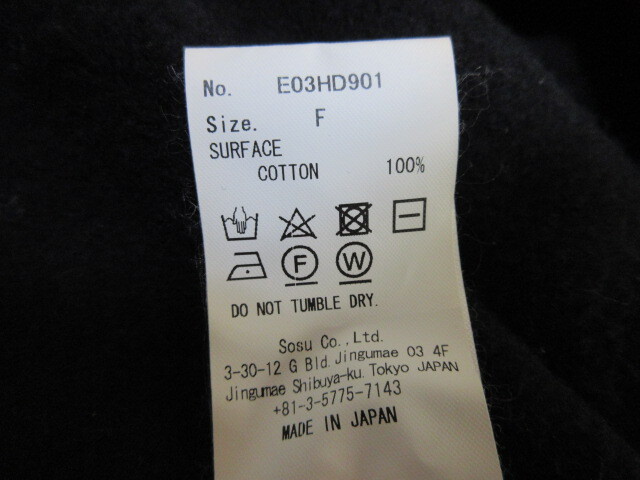 No. E03HD901
Size. F
SURFACE
COTTON 100%
F W
DO NOT TUMBLE DRY.
Sosu Co.,Ltd.
3-30-12 G Bld.Jingumae 03 4F
Jingumae Shibuya-ku.Tokyo JAPAN
+81-3-5775-7143
MADE IN JAPAN